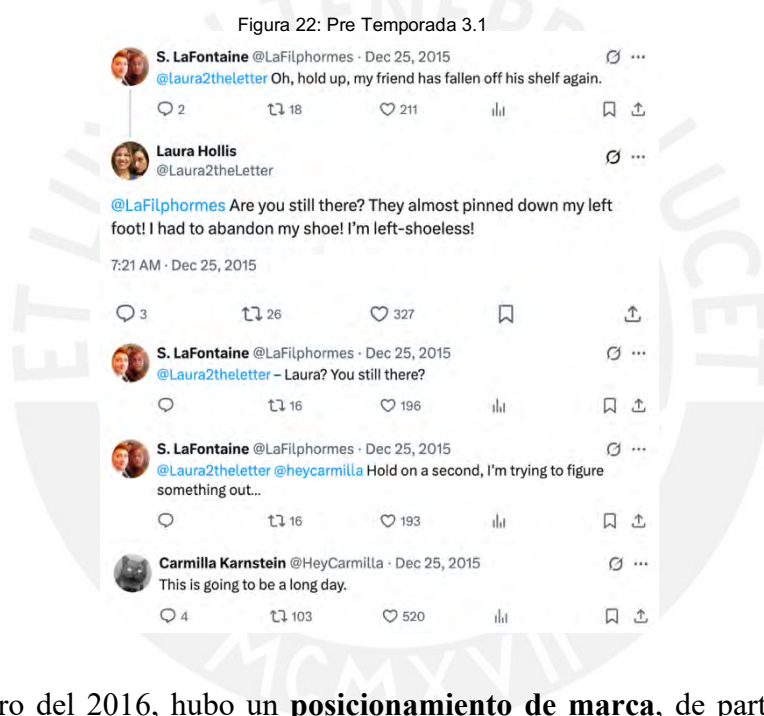 Figura 22: Pre Temporada 3.1
S. LaFontaine @LaFilphormes · Dec 25, 2015
@laura2theletter Oh, hold up, my friend has fallen off his shelf again.
2 18 211
Laura Hollis
@Laura2theLetter
@LaFilphormes Are you still there? They almost pinned down my left
foot! I had to abandon my shoe! I'm left-shoeless!
7:21 AM · Dec 25, 2015
3 26 327
S. LaFontaine @LaFilphormes · Dec 25, 2015
@Laura2theletter – Laura? You still there?
16 196
S. LaFontaine @LaFilphormes · Dec 25, 2015
@Laura2theletter @heycarmilla Hold on a second, I'm trying to figure
something out...
16 193
Carmilla Karnstein @HeyCarmilla · Dec 25, 2015
This is going to be a long day.
4 103 520
ET LUX TENEBR LUCET
MCMXVII
ro del 2016, hubo un posicionamiento de marca, de part